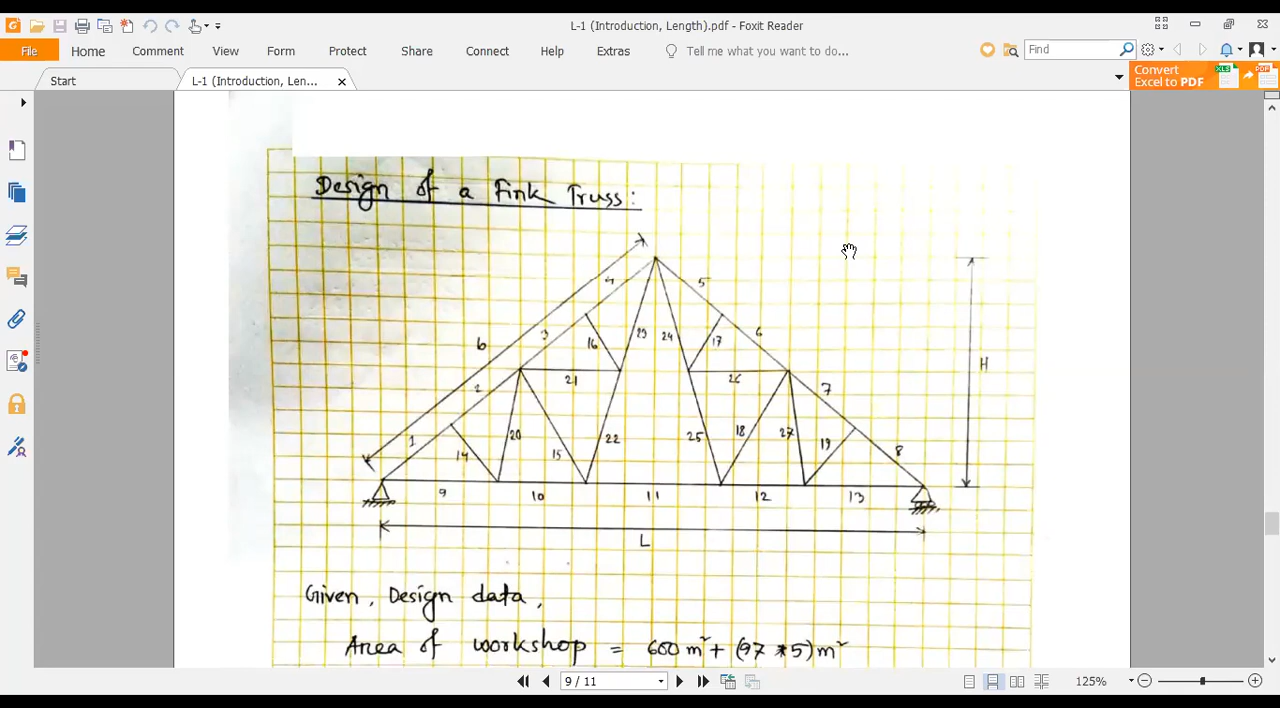 L-1 (Introduction, Length).pdf - Foxit Reader
File Home Comment View Form Protect Share Connect Help Extras Tell me what you want to do... Find
Start L-1 (Introduction, Len... Convert
Excel to PDF
Design of a Fink Truss:
4 5
b 3 16 23 24 17 6 H
2 21 26 7
1 14 20 15 22 25 18 27 19 8
9 10 11 12 13
L
Given, Design data,
Area of workshop = 600 m² + (97 * 5) m²
9 / 11 125%